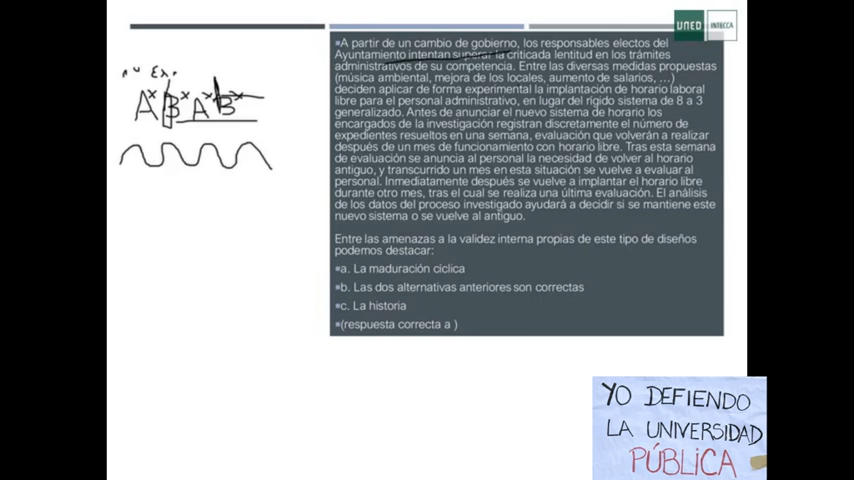 UNED
INTECCA
A partir de un cambio de gobierno, los responsables electos del
Ayuntamiento intentan superar la criticada lentitud en los trámites
administrativos de su competencia. Entre las diversas medidas propuestas
(música ambiental, mejora de los locales, aumento de salarios, ...)
deciden aplicar de forma experimental la implantación de horario laboral
libre para el personal administrativo, en lugar del rígido sistema de 8 a 3
generalizado. Antes de anunciar el nuevo sistema de horario los
encargados de la investigación registran discretamente el número de
expedientes resueltos en una semana, evaluación que volverán a realizar
después de un mes de funcionamiento con horario libre. Tras esta semana
de evaluación se anuncia al personal la necesidad de volver al horario
antiguo, y transcurrido un mes en esta situación se vuelve a evaluar al
personal. Inmediatamente después se vuelve a implantar el horario libre
durante otro mes, tras el cual se realiza una última evaluación. El análisis
de los datos del proceso investigado ayudará a decidir si se mantiene este
nuevo sistema o se vuelve al antiguo.
Entre las amenazas a la validez interna propias de este tipo de diseños
podemos destacar:
a. La maduración cíclica
b. Las dos alternativas anteriores son correctas
c. La historia
(respuesta correcta a )
A× B× A× B×
YO DEFIENDO
LA UNIVERSIDAD
PÚBLICA